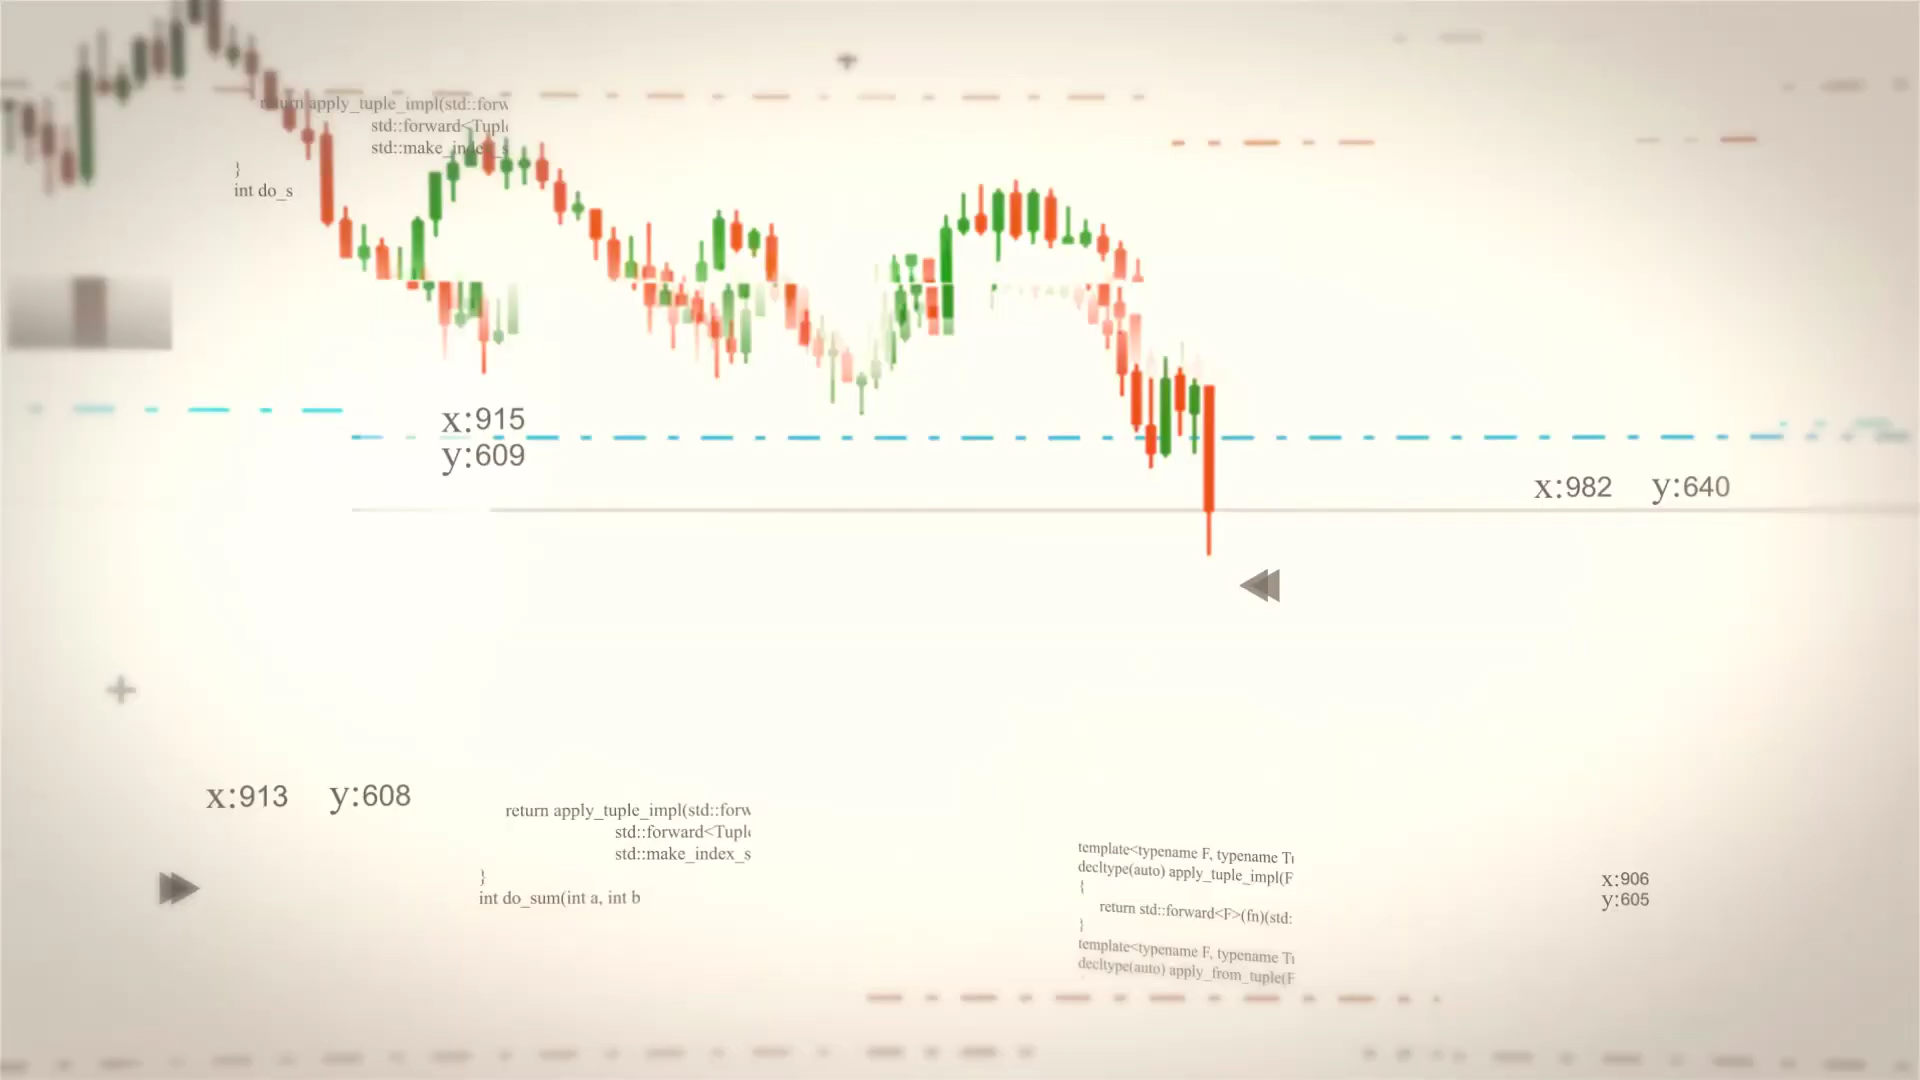 return apply_tuple_impl(std::forw
std::forward<Tupl
std::make_index_s
}
int do_s
x:915
y:609
x:982 y:640
x:913 y:608
return apply_tuple_impl(std::forw
std::forward<Tupl
std::make_index_s
}
int do_sum(int a, int b
template<typename F, typename T
decltype(auto) apply_tuple_impl(F
{
return std::forward<F>(fn)(std:
}
template<typename F, typename T
decltype(auto) apply_from_tuple(F
x:906
y:605